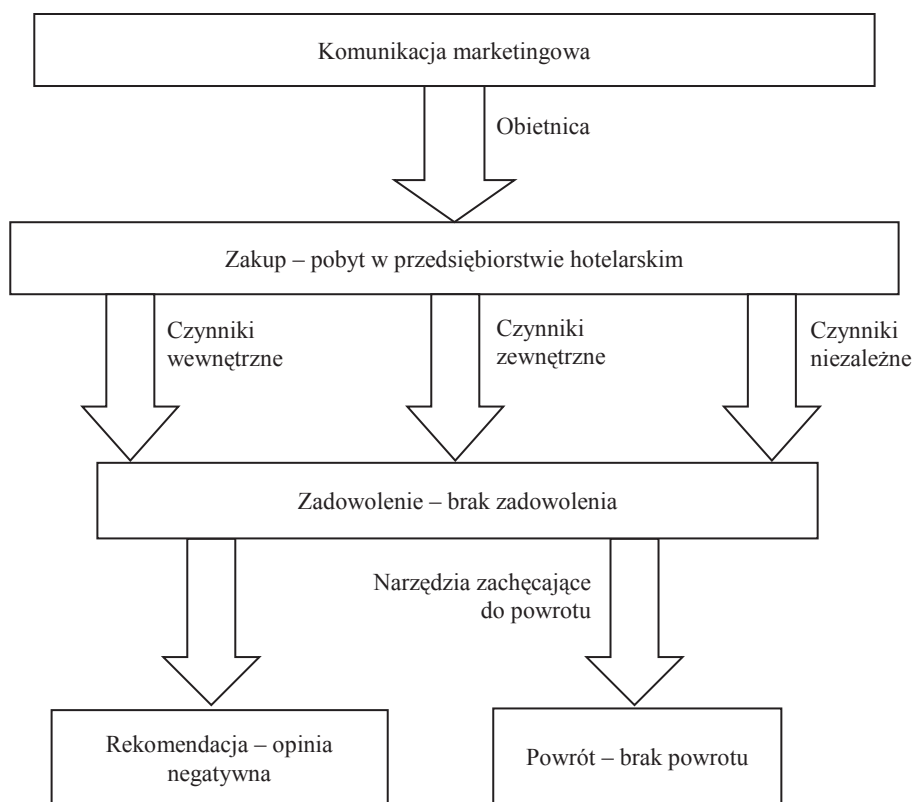 Komunikacja marketingowa
Obietnica
Zakup – pobyt w przedsiębiorstwie hotelarskim
Czynniki
wewnętrzne
Czynniki
zewnętrzne
Czynniki
niezależne
Zadowolenie – brak zadowolenia
Narzędzia zachęcające
do powrotu
Rekomendacja – opinia
negatywna
Powrót – brak powrotu